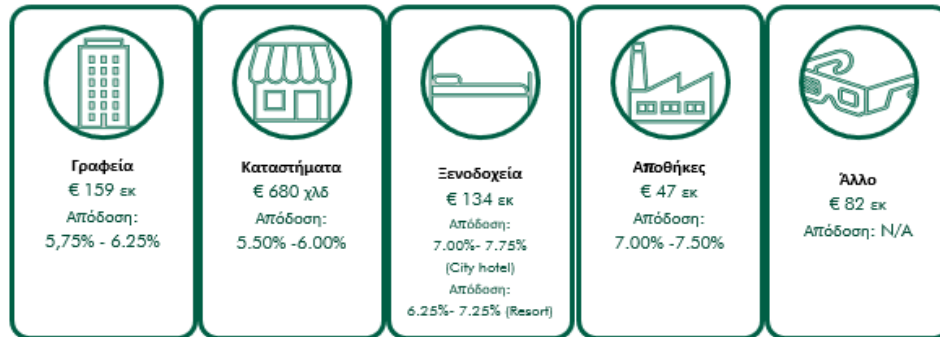 Γραφεία
€ 159 εκ
Απόδοση:
5,75% - 6.25%
Καταστήματα
€ 680 χλδ
Απόδοση:
5.50% -6.00%
Ξενοδοχεία
€ 134 εκ
Απόδοση:
7.00%- 7.75%
(City hotel)
Απόδοση:
6.25%- 7.25% (Resort)
Αποθήκες
€ 47 εκ
Απόδοση:
7.00% -7.50%
Άλλο
€ 82 εκ
Απόδοση: N/A